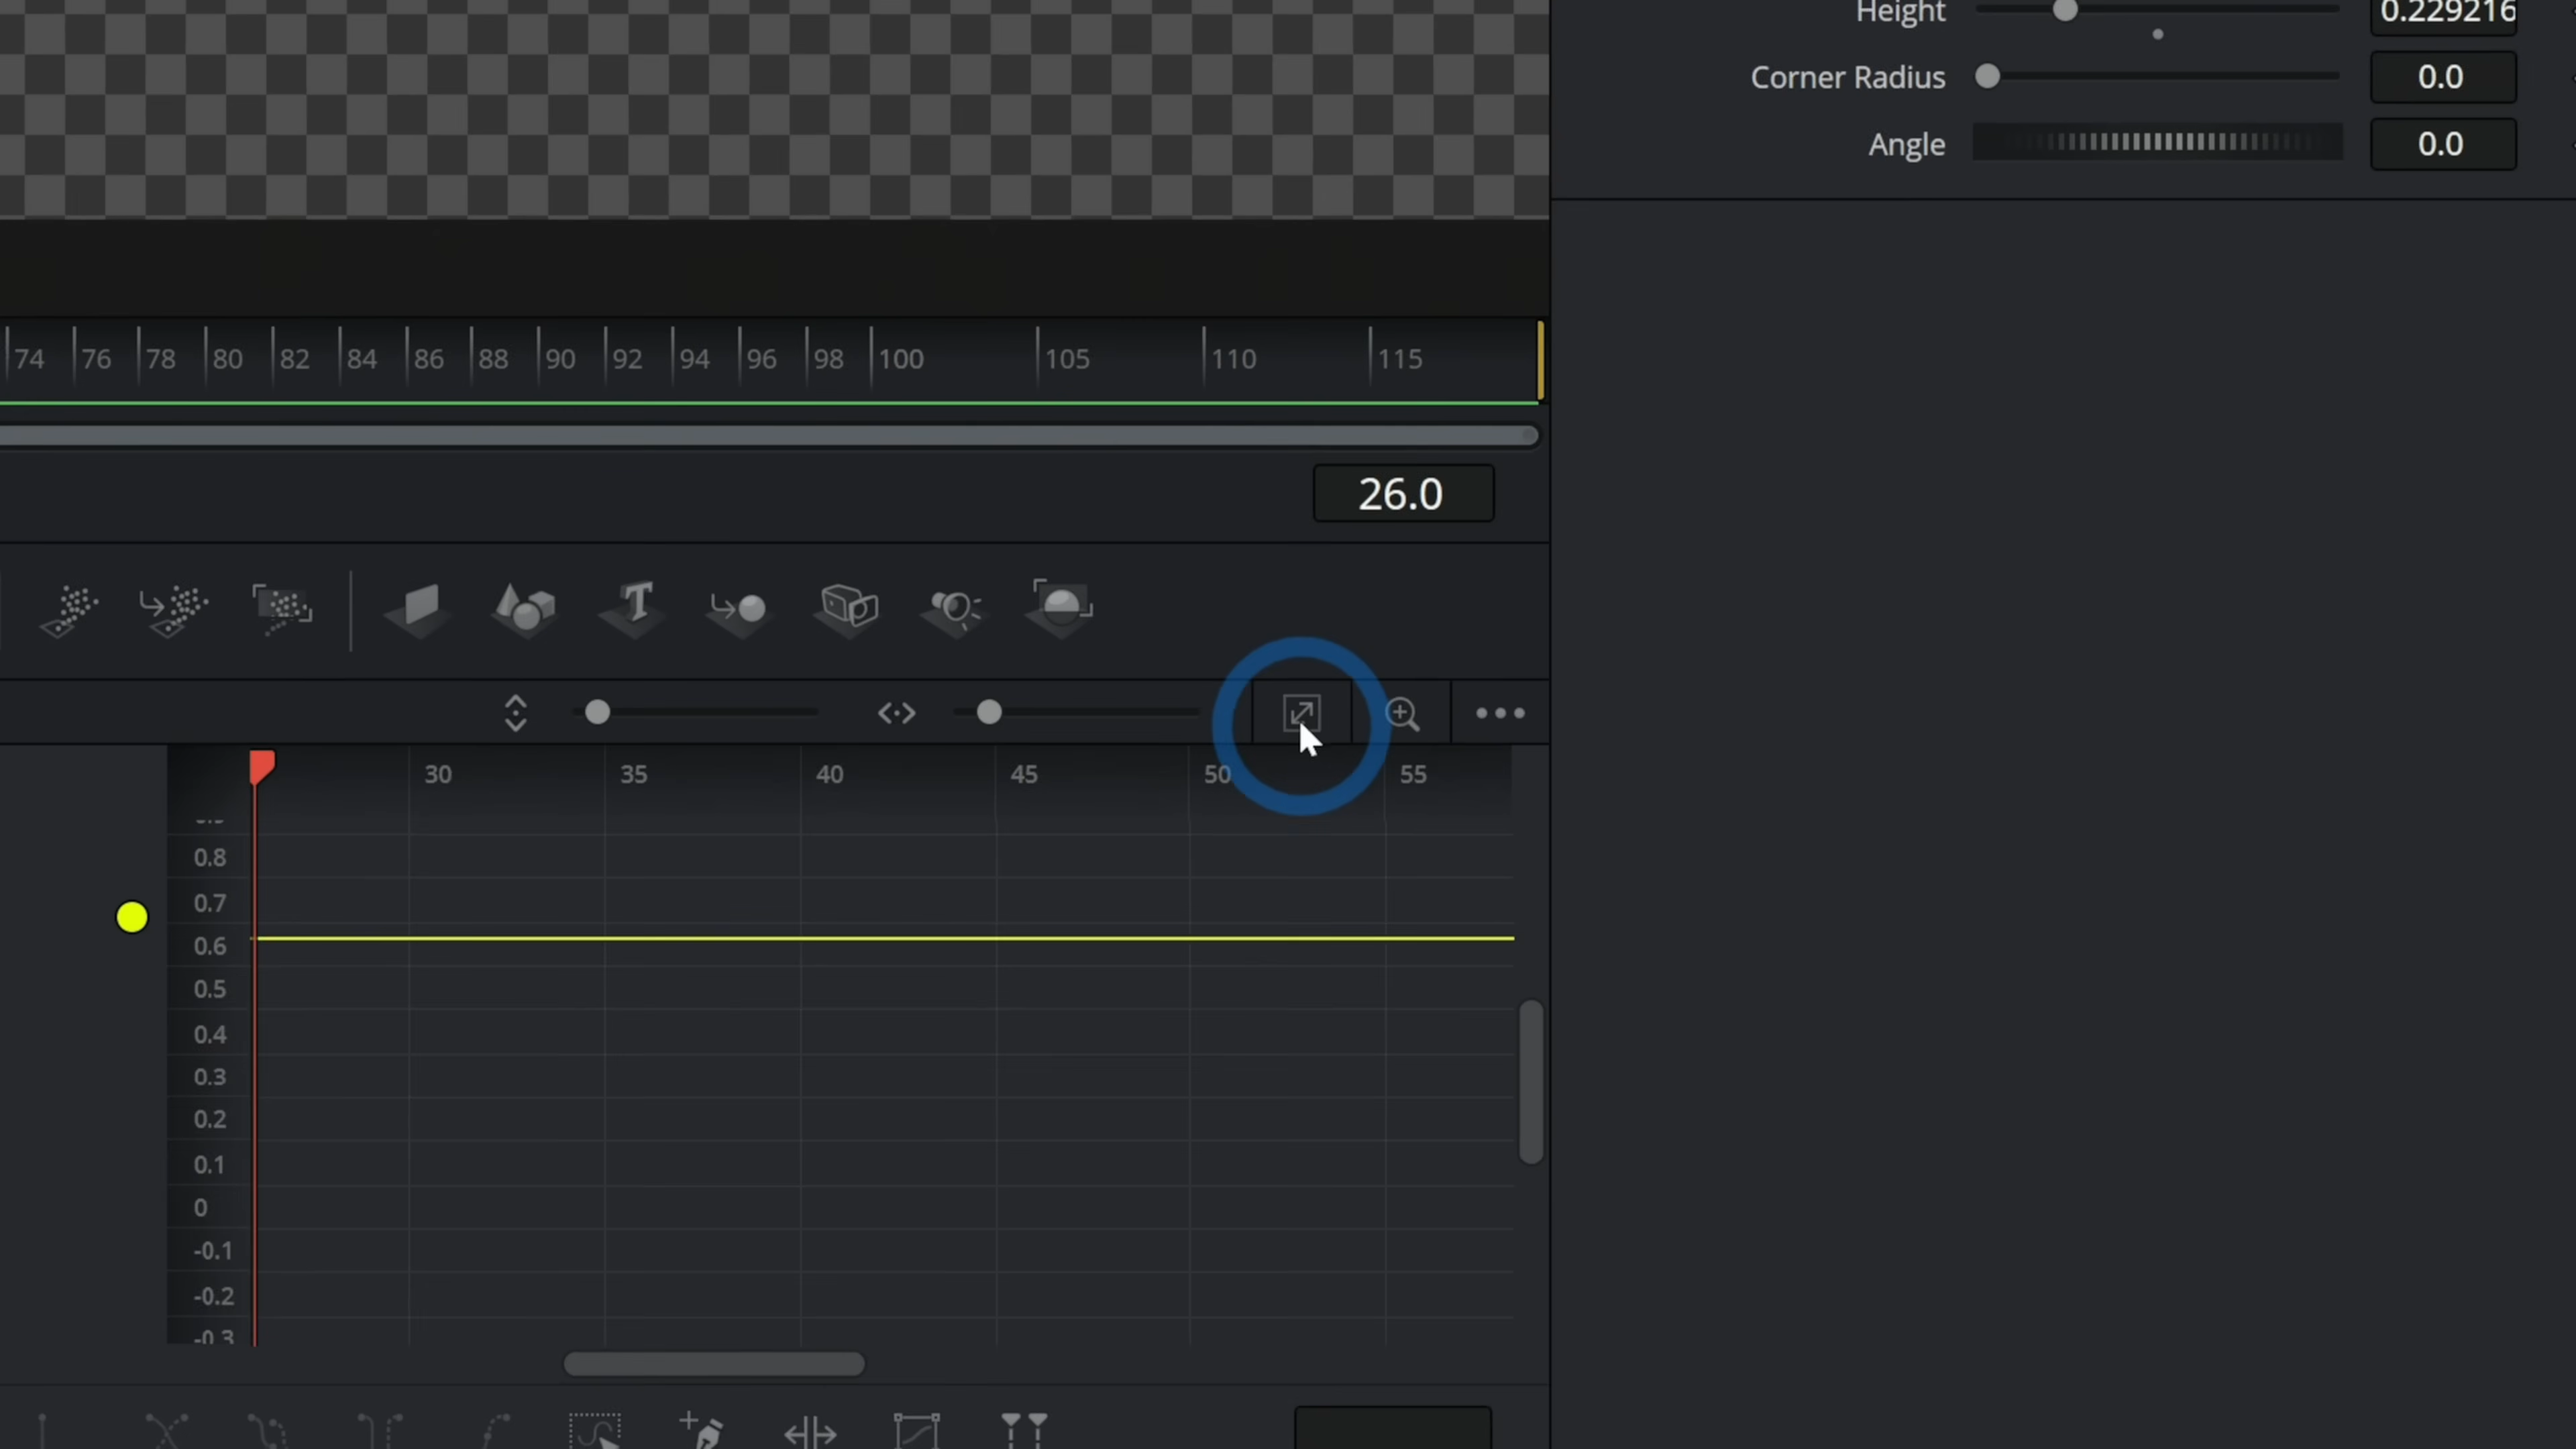 Height 0.229216
Corner Radius 0.0
Angle 0.0
74 76 78 80 82 84 86 88 90 92 94 96 98 100 105 110 115
26.0
30 35 40 45 50 55
0.8
0.7
0.6
0.5
0.4
0.3
0.2
0.1
0
-0.1
-0.2
-0.3